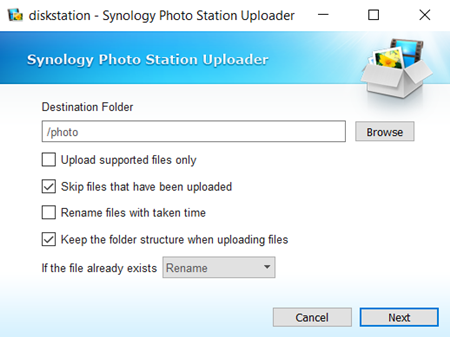 diskstation - Synology Photo Station Uploader
Synology Photo Station Uploader
Destination Folder
/photo
Browse
Upload supported files only
Skip files that have been uploaded
Rename files with taken time
Keep the folder structure when uploading files
If the file already exists Rename
Cancel Next